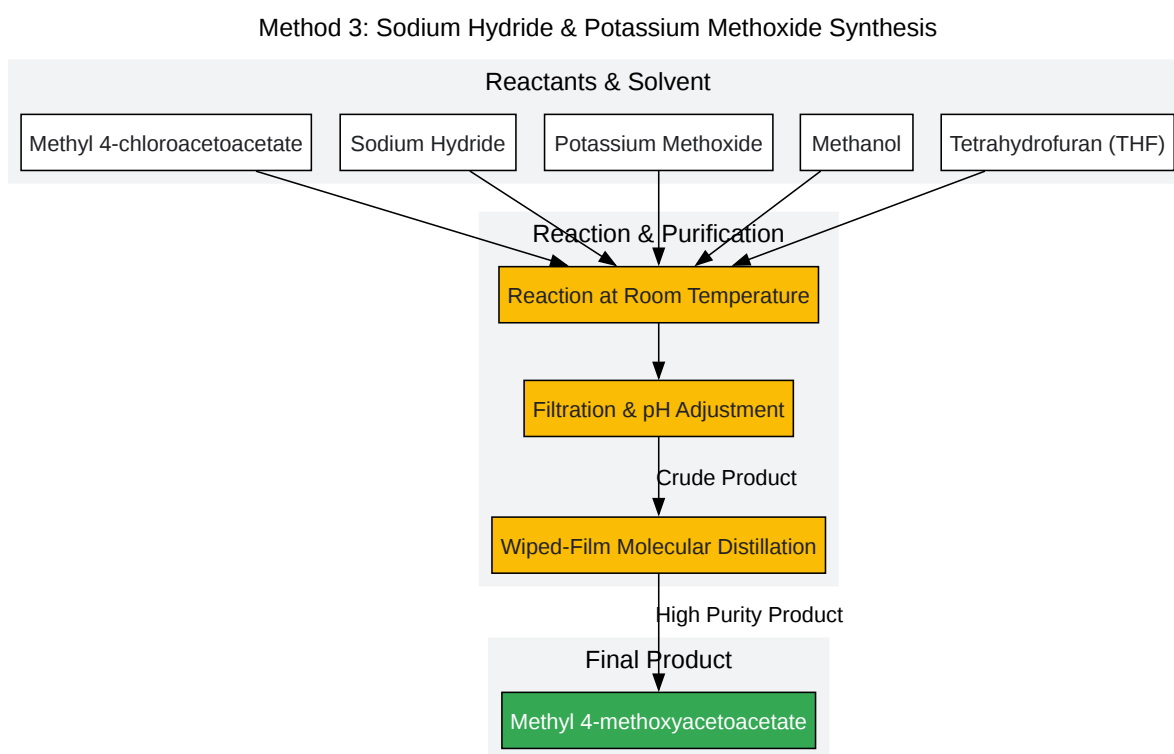 Method 3: Sodium Hydride & Potassium Methoxide Synthesis
Reactants & Solvent
Methyl 4-chloroacetoacetate
Sodium Hydride
Potassium Methoxide
Methanol
Tetrahydrofuran (THF)
Reaction & Purification
Reaction at Room Temperature
Filtration & pH Adjustment
Crude Product
Wiped-Film Molecular Distillation
High Purity Product
Final Product
Methyl 4-methoxyacetoacetate